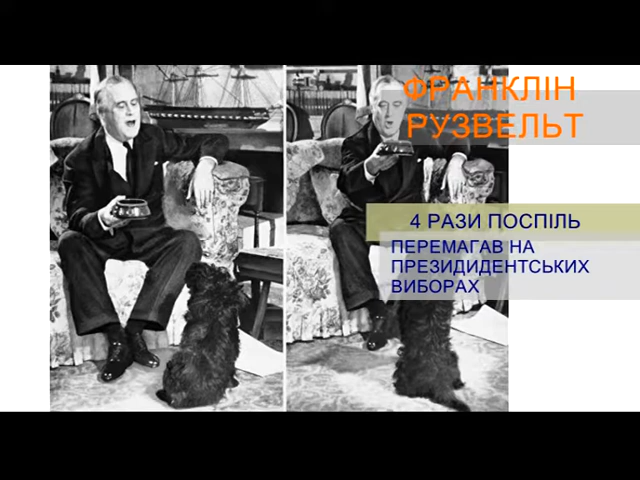 ФРАНКЛІН
РУЗВЕЛЬТ
4 РАЗИ ПОСПІЛЬ
ПЕРЕМАГАВ НА
ПРЕЗИДИДЕНТСЬКИХ
ВИБОРАХ